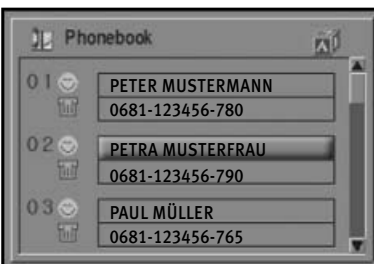 Phonebook
01 PETER MUSTERMANN
0681-123456-780
02 PETRA MUSTERFRAU
0681-123456-790
03 PAUL MÜLLER
0681-123456-765